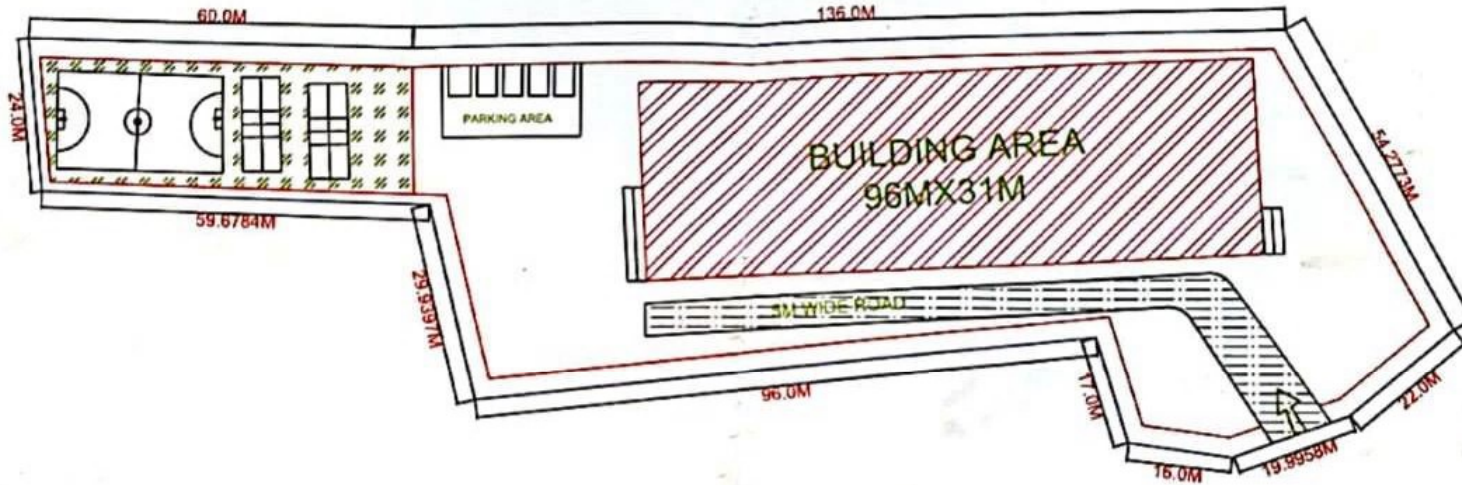 60.0M
136.0M
24.0M
PARKING AREA
BUILDING AREA
96MX31M
54.2773M
59.6784M
29.9397M
5M WIDE ROAD
96.0M
17.0M
22.0M
16.0M
19.9958M